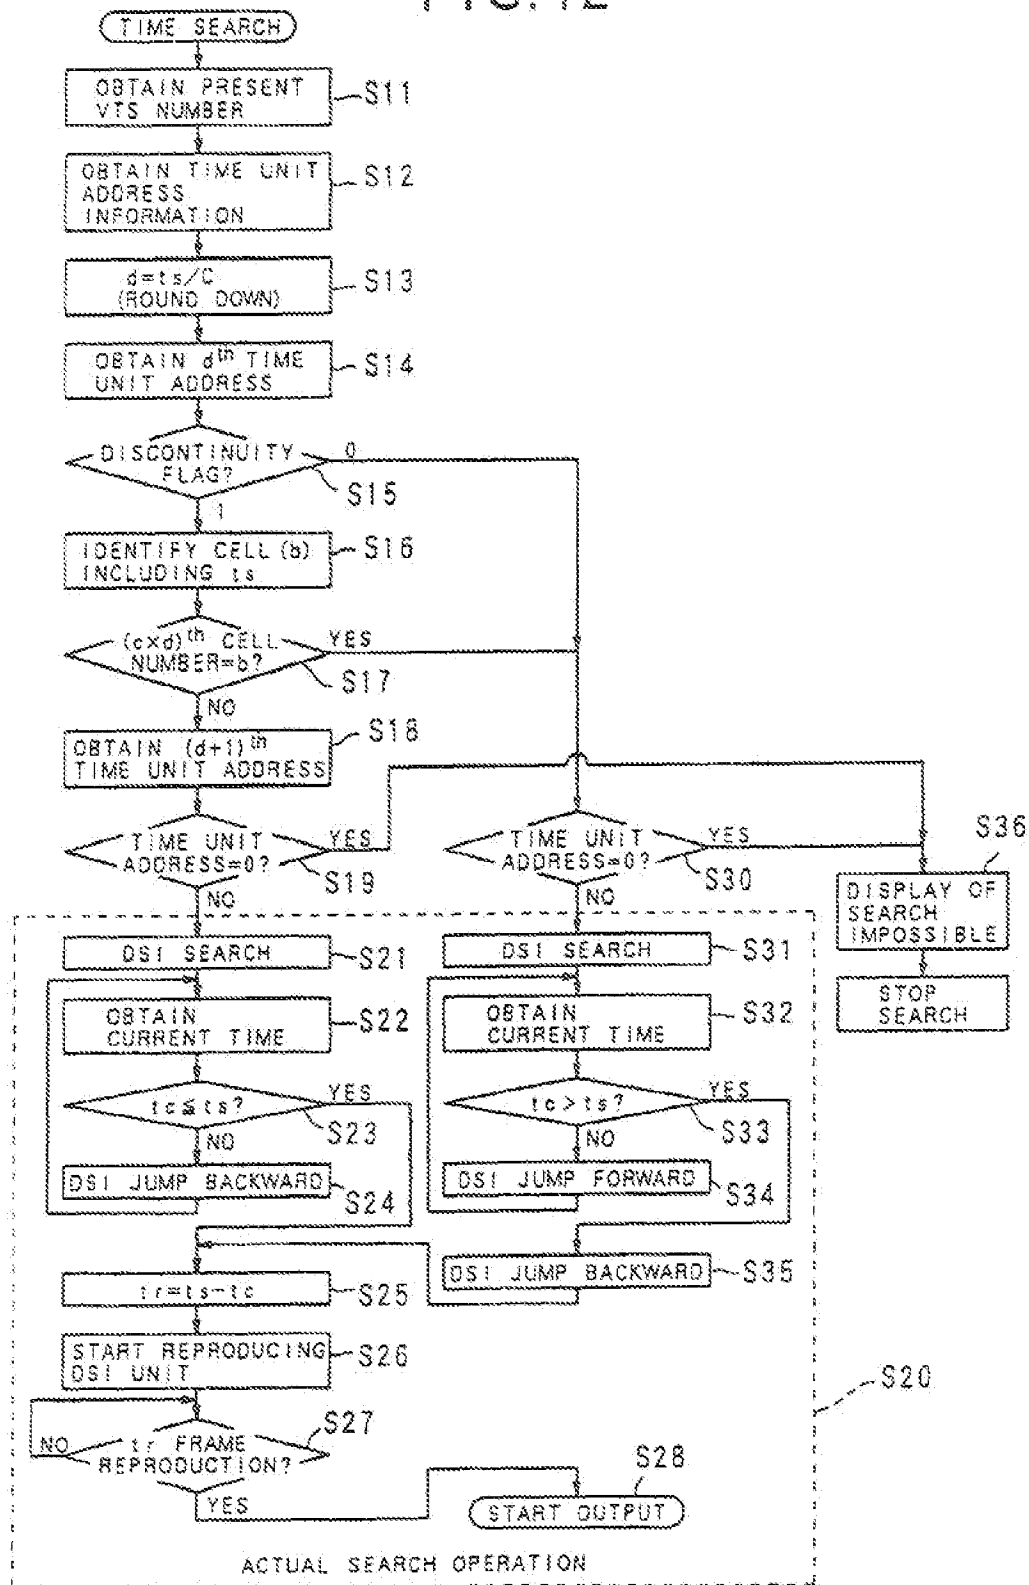 FIG. 12
TIME SEARCH
OBTAIN PRESENT
VTS NUMBER
S11
OBTAIN TIME UNIT
ADDRESS
INFORMATION
S12
d=ts/C
(ROUND DOWN)
S13
OBTAIN dth TIME
UNIT ADDRESS
S14
DISCONTINUITY
FLAG?
0
S15
1
IDENTIFY CELL (b)
INCLUDING ts
S16
(c×d)th CELL
NUMBER=b?
YES
S17
NO
OBTAIN (d+1)th
TIME UNIT ADDRESS
S18
TIME UNIT
ADDRESS=0?
YES
S19
NO
TIME UNIT
ADDRESS=0?
YES
S30
NO
S36
DISPLAY OF
SEARCH
IMPOSSIBLE
STOP
SEARCH
DSI SEARCH
S21
OBTAIN
CURRENT TIME
S22
tc≦ts?
YES
S23
NO
DSI JUMP BACKWARD
S24
DSI SEARCH
S31
OBTAIN
CURRENT TIME
S32
tc>ts?
YES
S33
NO
DSI JUMP FORWARD
S34
DSI JUMP BACKWARD
S35
tr=ts-tc
S25
START REPRODUCING
DSI UNIT
S26
tr FRAME
REPRODUCTION?
S27
NO
YES
S28
START OUTPUT
S20
ACTUAL SEARCH OPERATION